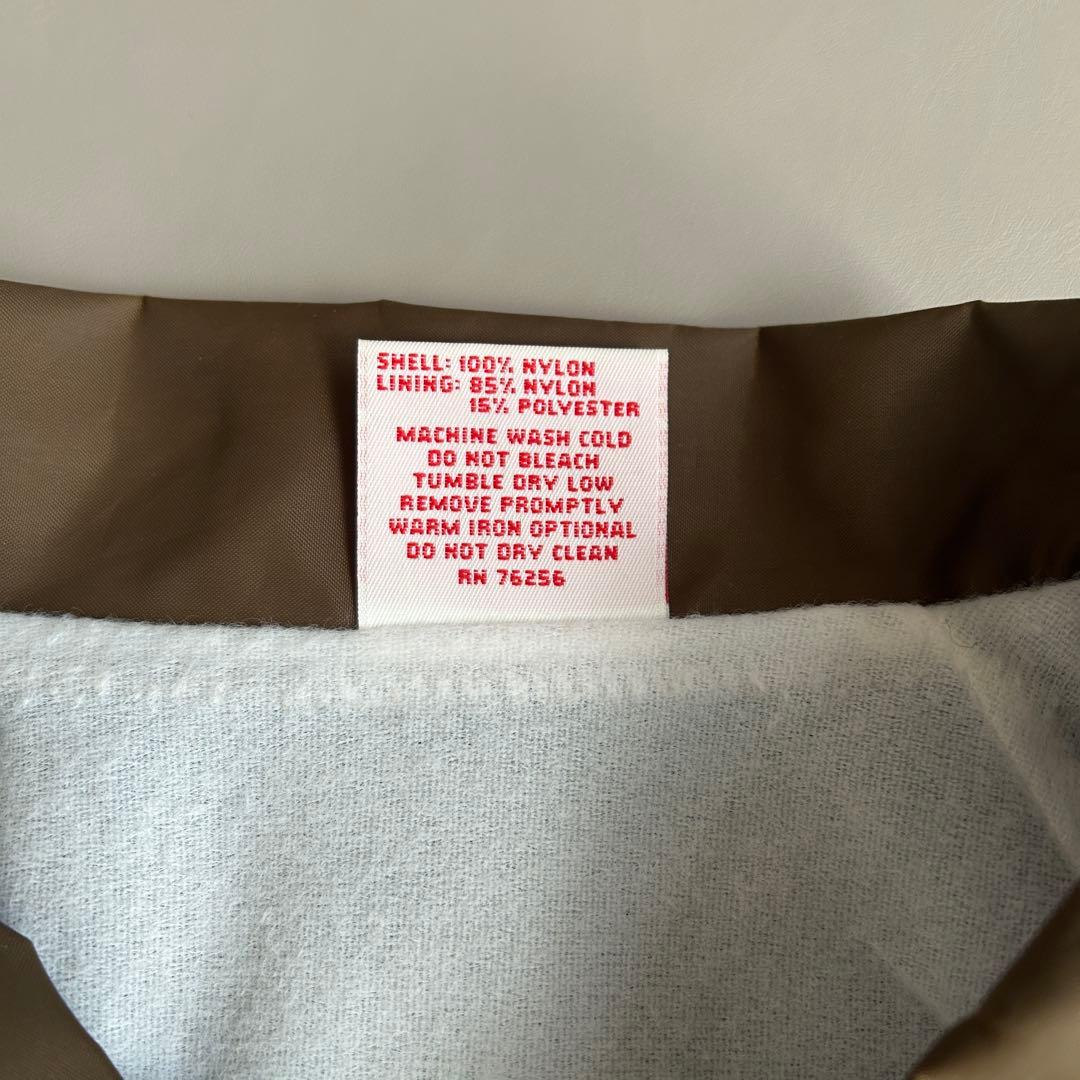 SHELL: 100% NYLON
LINING: 85% NYLON
15% POLYESTER
MACHINE WASH COLD
DO NOT BLEACH
TUMBLE DRY LOW
REMOVE PROMPTLY
WARM IRON OPTIONAL
DO NOT DRY CLEAN
RN 76256